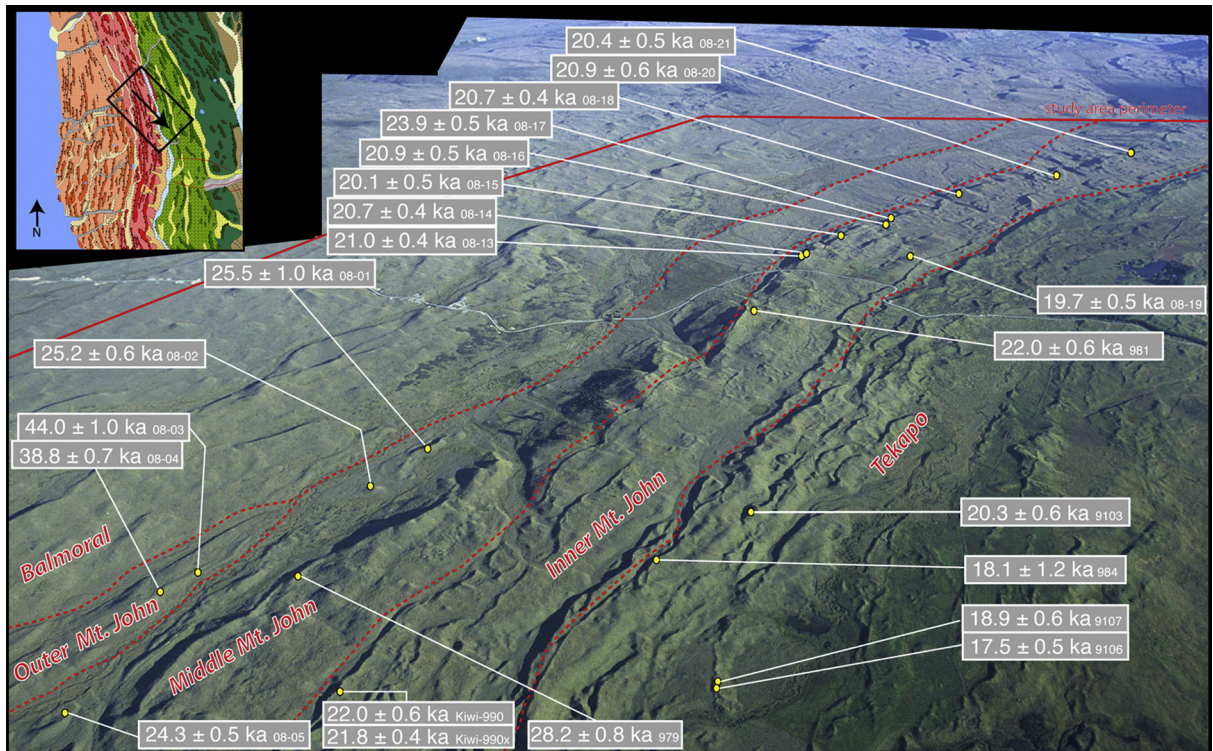 20.4 ± 0.5 ka 08-21
20.9 ± 0.6 ka 08-20
20.7 ± 0.4 ka 08-18
23.9 ± 0.5 ka 08-17
20.9 ± 0.5 ka 08-16
20.1 ± 0.5 ka 08-15
20.7 ± 0.4 ka 08-14
21.0 ± 0.4 ka 08-13
25.5 ± 1.0 ka 08-01
25.2 ± 0.6 ka 08-02
44.0 ± 1.0 ka 08-03
38.8 ± 0.7 ka 08-04
study area perimeter
N
19.7 ± 0.5 ka 08-19
22.0 ± 0.6 ka 981
Balmoral
Outer Mt. John
Middle Mt. John
Inner Mt. John
Tekapo
20.3 ± 0.6 ka 9103
18.1 ± 1.2 ka 984
18.9 ± 0.6 ka 9107
17.5 ± 0.5 ka 9106
24.3 ± 0.5 ka 08-05
22.0 ± 0.6 ka Kiwi-990
21.8 ± 0.4 ka Kiwi-990x
28.2 ± 0.8 ka 979